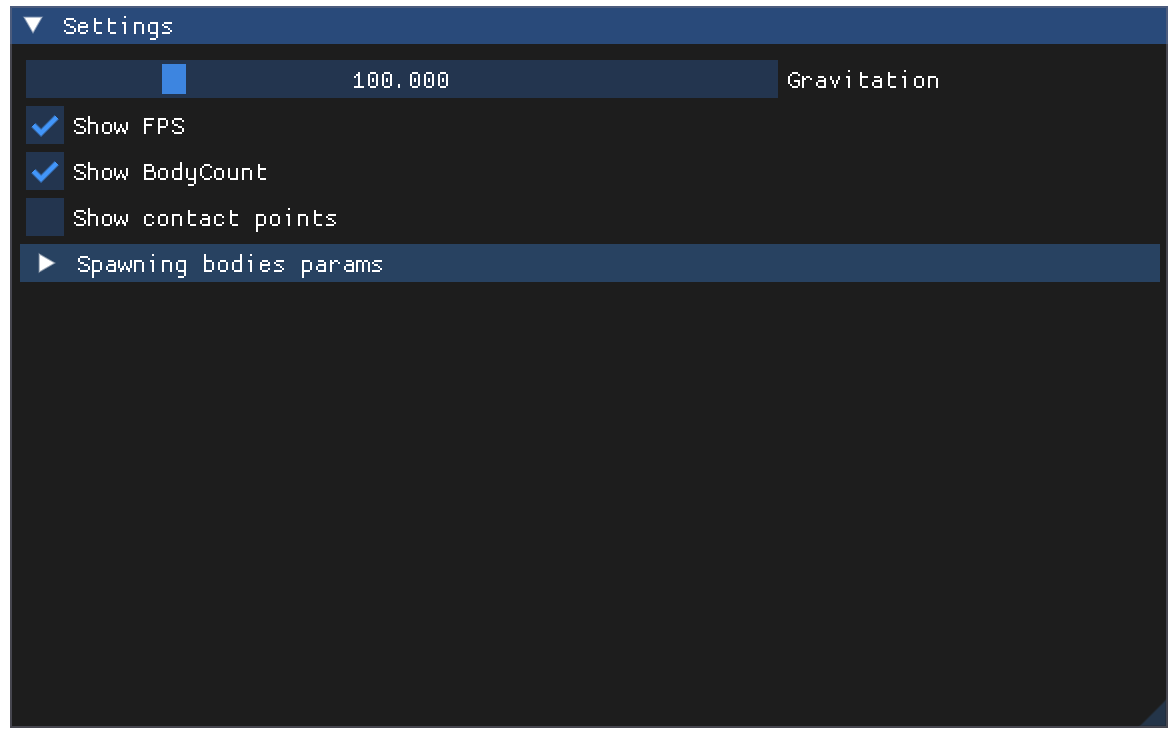 Settings
100.000 Gravitation
Show FPS
Show BodyCount
Show contact points
Spawning bodies params